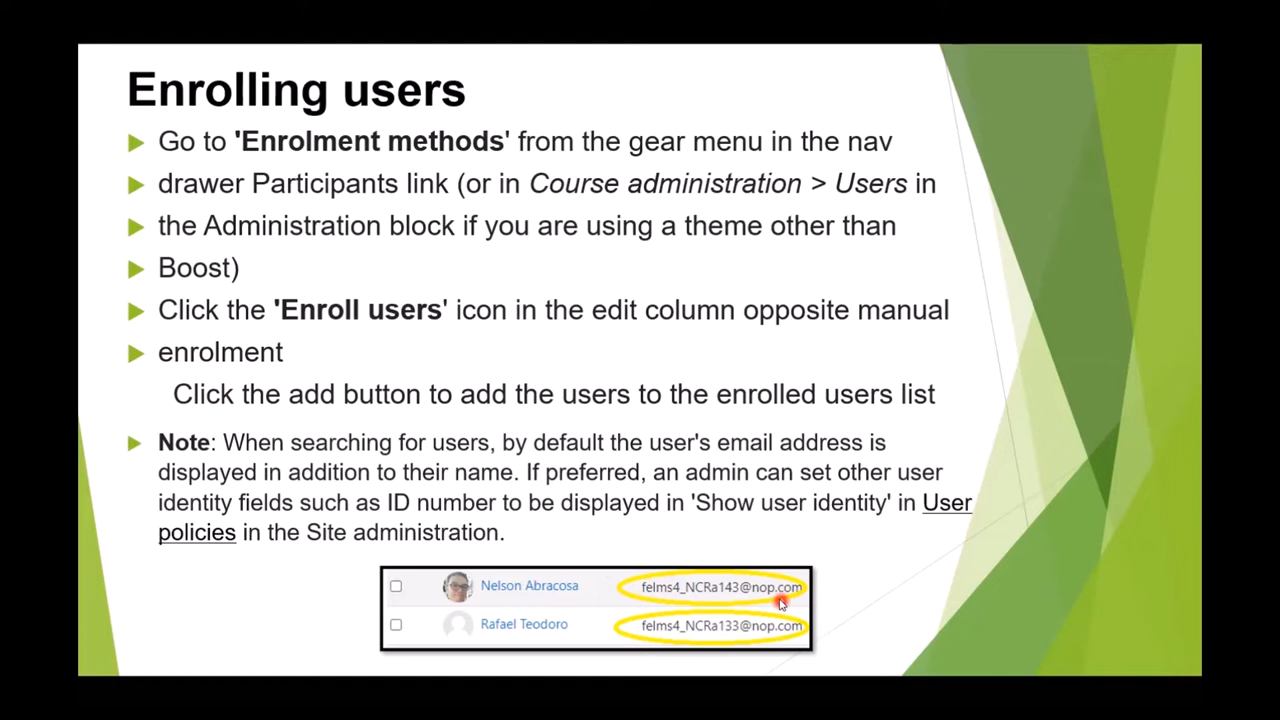 Enrolling users
Go to 'Enrolment methods' from the gear menu in the nav
drawer Participants link (or in Course administration > Users in
the Administration block if you are using a theme other than
Boost)
Click the 'Enroll users' icon in the edit column opposite manual
enrolment
Click the add button to add the users to the enrolled users list
Note: When searching for users, by default the user's email address is
displayed in addition to their name. If preferred, an admin can set other user
identity fields such as ID number to be displayed in 'Show user identity' in User
policies in the Site administration.
Nelson Abracosa felms4_NCRa143@nop.com
Rafael Teodoro felms4_NCRa133@nop.com